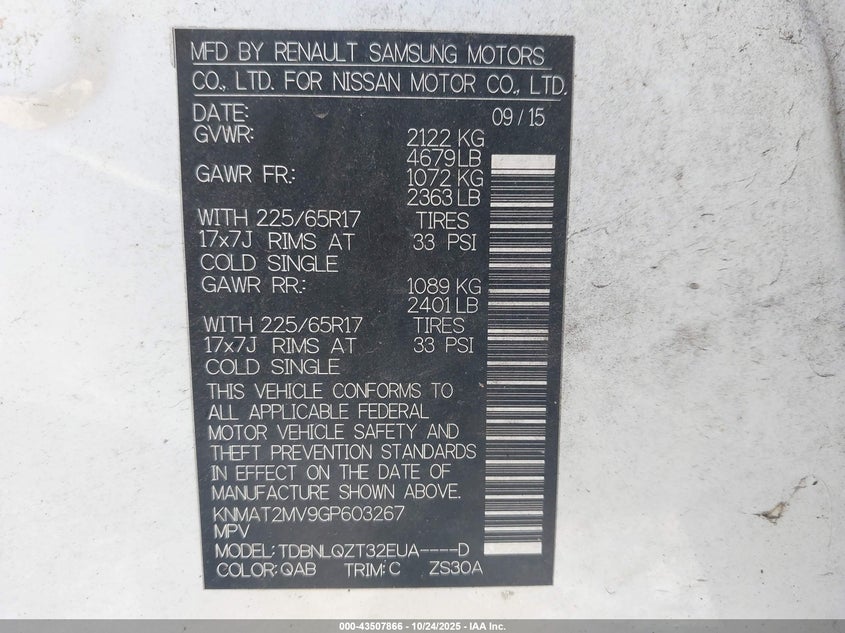 MFD BY RENAULT SAMSUNG MOTORS
CO., LTD. FOR NISSAN MOTOR CO., LTD.
DATE: 09/15
GVWR: 2122 KG
4679LB
GAWR FR.: 1072 KG
2363 LB
WITH 225/65R17 TIRES
17x7J RIMS AT 33 PSI
COLD SINGLE
GAWR RR.: 1089 KG
2401 LB
WITH 225/65R17 TIRES
17x7J RIMS AT 33 PSI
COLD SINGLE
THIS VEHICLE CONFORMS TO
ALL APPLICABLE FEDERAL
MOTOR VEHICLE SAFETY AND
THEFT PREVENTION STANDARDS
IN EFFECT ON THE DATE OF
MANUFACTURE SHOWN ABOVE.
KNMAT2MV9GP603267
MPV
MODEL: TDBNLQZT32EUA----D
COLOR: QAB TRIM: C ZS30A
000-43507866 - 10/24/2025 - IAA Inc.